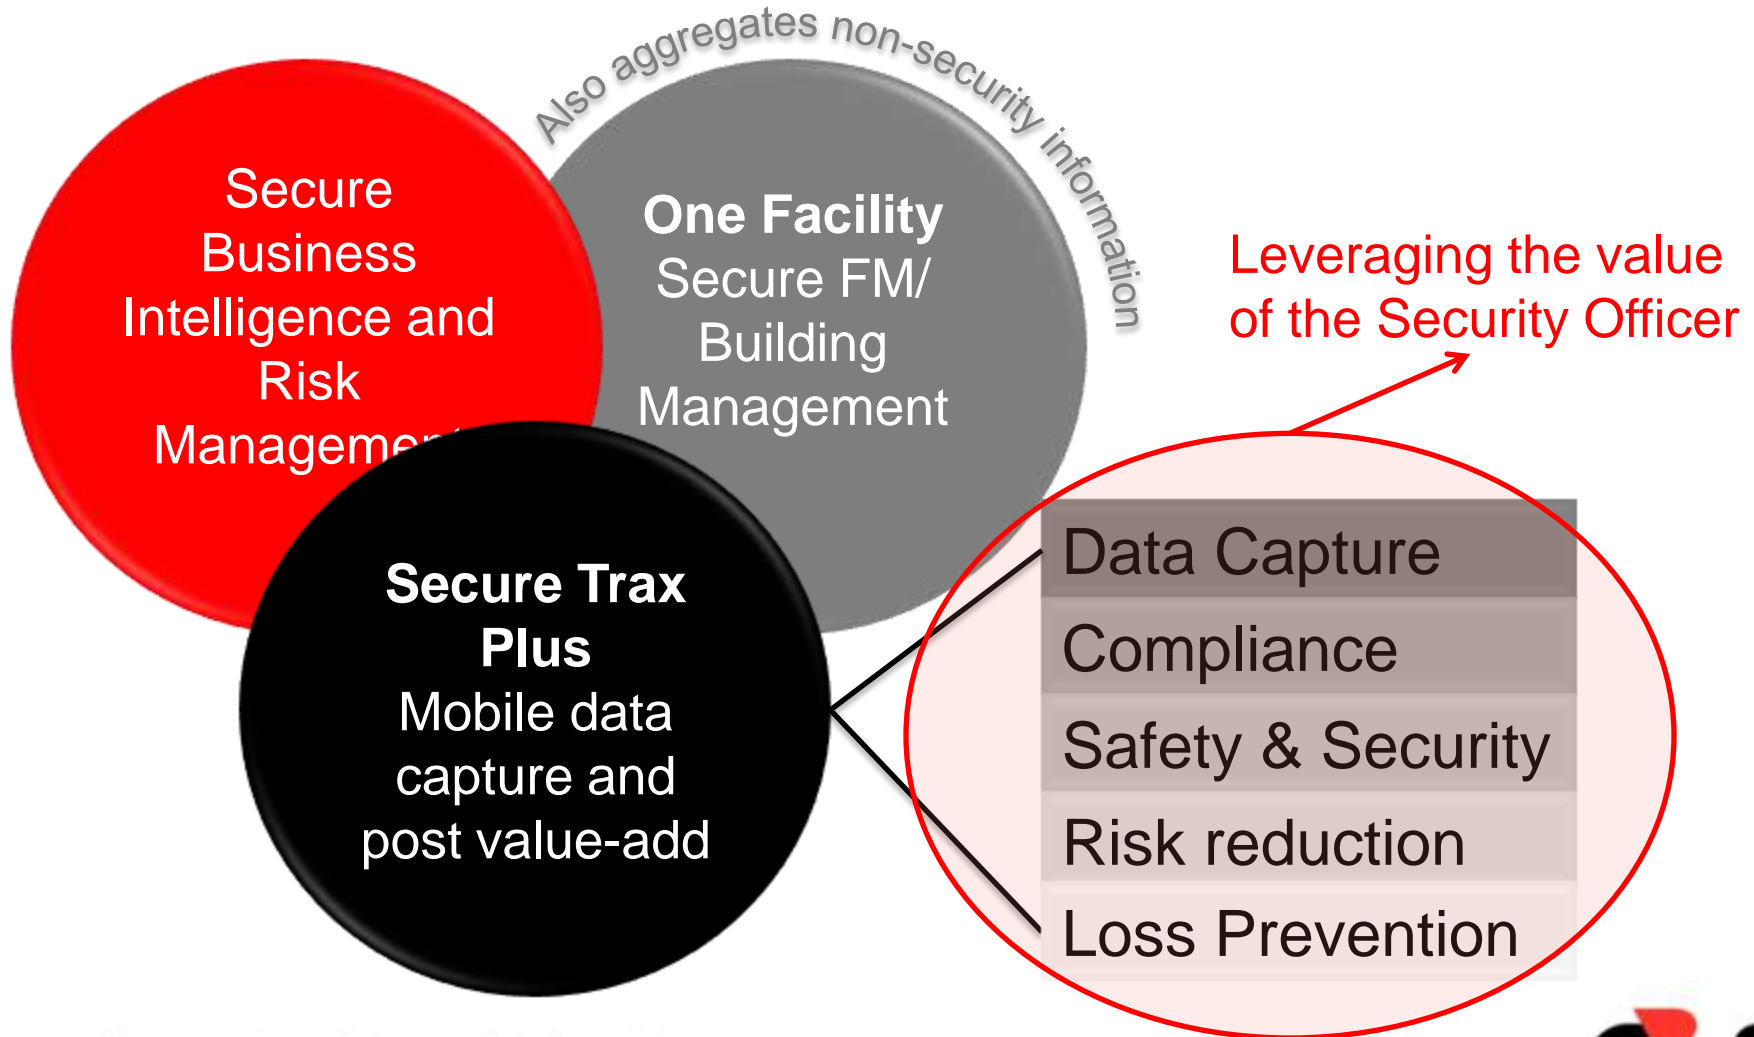 Also aggregates non-security information
Secure
Business
Intelligence and
Risk
Management
One Facility
Secure FM/
Building
Management
Leveraging the value
of the Security Officer
Secure Trax
Plus
Mobile data
capture and
post value-add
Data Capture
Compliance
Safety & Security
Risk reduction
Loss Prevention